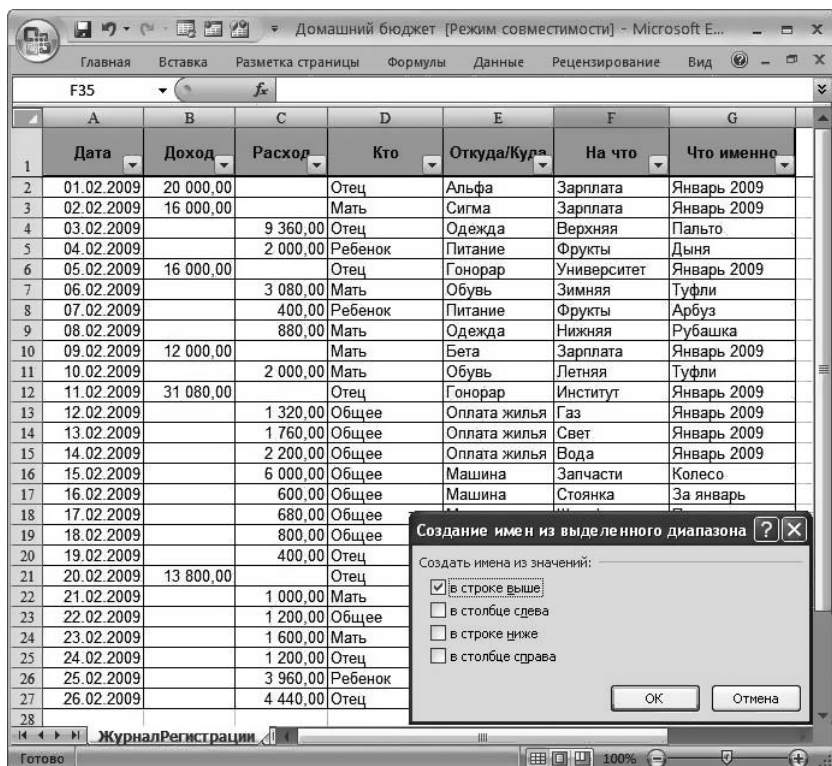 Домашний бюджет [Режим совместимости] - Microsoft E...
Главная Вставка Разметка страницы Формулы Данные Рецензирование Вид
F35 fx
A B C D E F G
1 Дата Доход Расход Кто Откуда/Куда На что Что именно
2 01.02.2009 20 000,00 Отец Альфа Зарплата Январь 2009
3 02.02.2009 16 000,00 Мать Сигма Зарплата Январь 2009
4 03.02.2009 9 360,00 Отец Одежда Верхняя Пальто
5 04.02.2009 2 000,00 Ребенок Питание Фрукты Дыня
6 05.02.2009 16 000,00 Отец Гонорар Университет Январь 2009
7 06.02.2009 3 080,00 Мать Обувь Зимняя Туфли
8 07.02.2009 400,00 Ребенок Питание Фрукты Арбуз
9 08.02.2009 880,00 Мать Одежда Нижняя Рубашка
10 09.02.2009 12 000,00 Мать Бета Зарплата Январь 2009
11 10.02.2009 2 000,00 Мать Обувь Летняя Туфли
12 11.02.2009 31 080,00 Отец Гонорар Институт Январь 2009
13 12.02.2009 1 320,00 Общее Оплата жилья Газ Январь 2009
14 13.02.2009 1 760,00 Общее Оплата жилья Свет Январь 2009
15 14.02.2009 2 200,00 Общее Оплата жилья Вода Январь 2009
16 15.02.2009 6 000,00 Общее Машина Запчасти Колесо
17 16.02.2009 600,00 Общее Машина Стоянка За январь
18 17.02.2009 680,00 Общее
19 18.02.2009 800,00 Общее
20 19.02.2009 400,00 Отец
21 20.02.2009 13 800,00 Отец
22 21.02.2009 1 000,00 Мать
23 22.02.2009 1 200,00 Общее
24 23.02.2009 1 600,00 Мать
25 24.02.2009 1 200,00 Отец
26 25.02.2009 3 960,00 Ребенок
27 26.02.2009 4 440,00 Отец
28
Создание имен из выделенного диапазона
Создать имена из значений:
в строке выше
в столбце слева
в строке ниже
в столбце справа
ОК Отмена
ЖурналРегистрации
Готово 100%